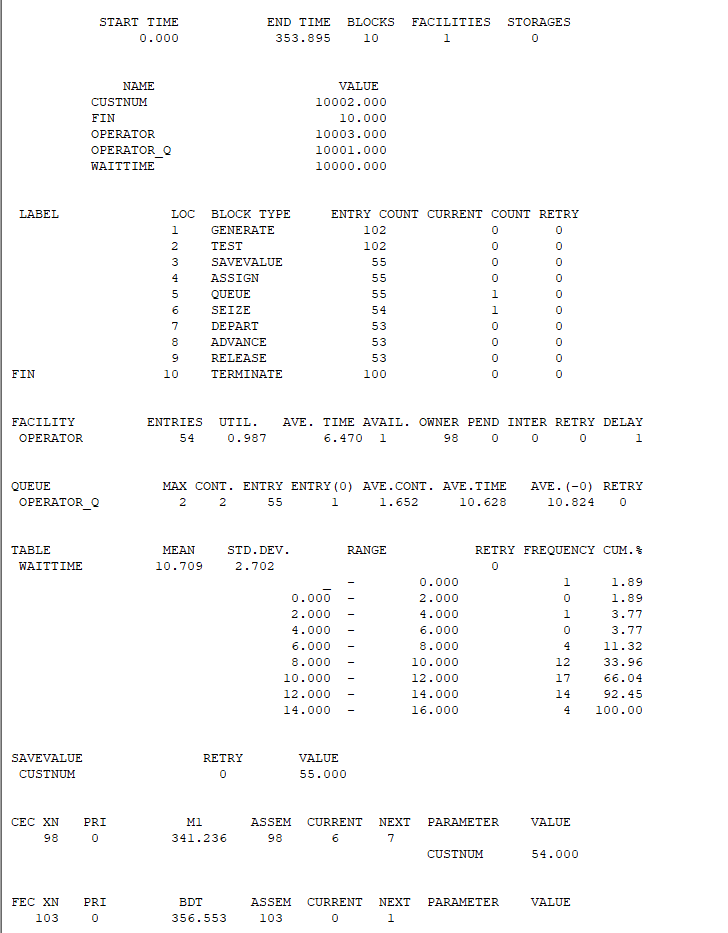 START TIME END TIME BLOCKS FACILITIES STORAGES
0.000 353.895 10 1 0
NAME VALUE
CUSTNUM 10002.000
FIN 10.000
OPERATOR 10003.000
OPERATOR_Q 10001.000
WAITTIME 10000.000
LABEL LOC BLOCK TYPE ENTRY COUNT CURRENT COUNT RETRY
1 GENERATE 102 0 0
2 TEST 102 0 0
3 SAVEVALUE 55 0 0
4 ASSIGN 55 0 0
5 QUEUE 55 1 0
6 SEIZE 54 1 0
7 DEPART 53 0 0
8 ADVANCE 53 0 0
9 RELEASE 53 0 0
FIN 10 TERMINATE 100 0 0
FACILITY ENTRIES UTIL. AVE. TIME AVAIL. OWNER PEND INTER RETRY DELAY
OPERATOR 54 0.987 6.470 1 98 0 0 0 1
QUEUE MAX CONT. ENTRY ENTRY(0) AVE.CONT. AVE.TIME AVE.(-0) RETRY
OPERATOR_Q 2 2 55 1 1.652 10.628 10.824 0
TABLE MEAN STD.DEV. RANGE RETRY FREQUENCY CUM.%
WAITTIME 10.709 2.702 0
_ - 0.000 1 1.89
0.000 - 2.000 0 1.89
2.000 - 4.000 1 3.77
4.000 - 6.000 0 3.77
6.000 - 8.000 4 11.32
8.000 - 10.000 12 33.96
10.000 - 12.000 17 66.04
12.000 - 14.000 14 92.45
14.000 - 16.000 4 100.00
SAVEVALUE RETRY VALUE
CUSTNUM 0 55.000
CEC XN PRI M1 ASSEM CURRENT NEXT PARAMETER VALUE
98 0 341.236 98 6 7
CUSTNUM 54.000
FEC XN PRI BDT ASSEM CURRENT NEXT PARAMETER VALUE
103 0 356.553 103 0 1